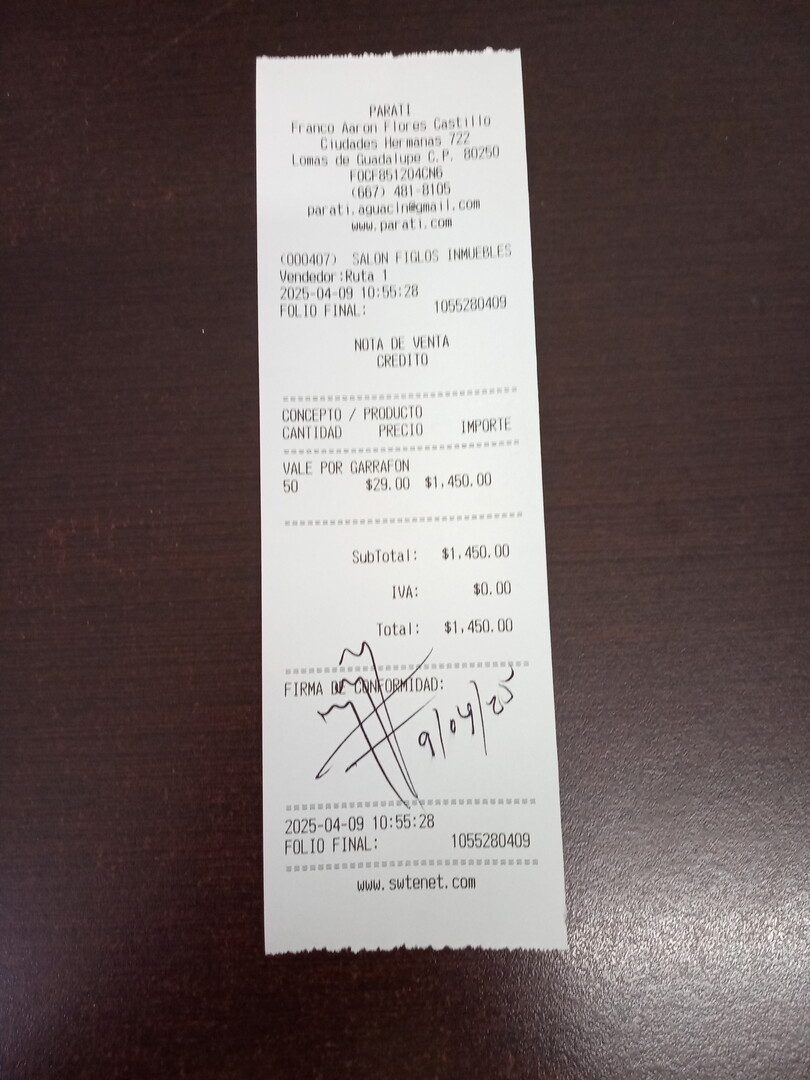 PARATI
Franco Aaron Flores Castillo
Ciudades Hermanas 722
Lomas de Guadalupe C.P. 80250
FOCF851204CN6
(667) 481-8105
parati.aguacln@gmail.com
www.parati.com
(000407) SALON FIGLOS INMUEBLES
Vendedor:Ruta 1
2025-04-09 10:55:28
FOLIO FINAL: 1055280409
NOTA DE VENTA
CREDITO
CONCEPTO / PRODUCTO
CANTIDAD PRECIO IMPORTE
VALE POR GARRAFON
50 $29.00 $1,450.00
SubTotal: $1,450.00
IVA: $0.00
Total: $1,450.00
FIRMA DE CONFORMIDAD:
9/04/25
2025-04-09 10:55:28
FOLIO FINAL: 1055280409
www.swtenet.com